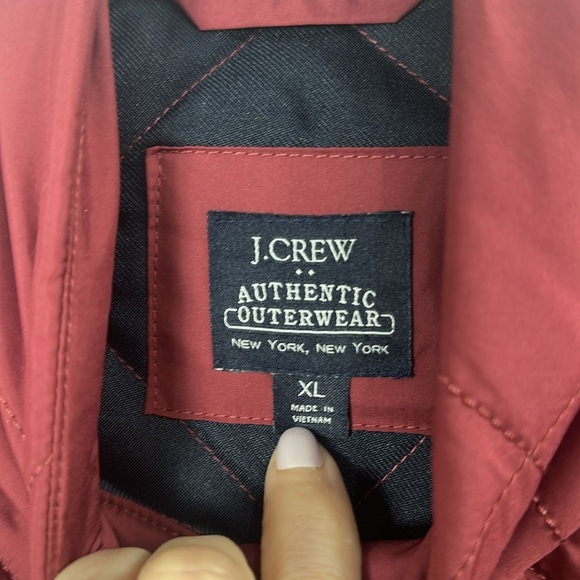 J.CREW
AUTHENTIC
OUTERWEAR
NEW YORK, NEW YORK
XL
MADE IN
VIETNAM